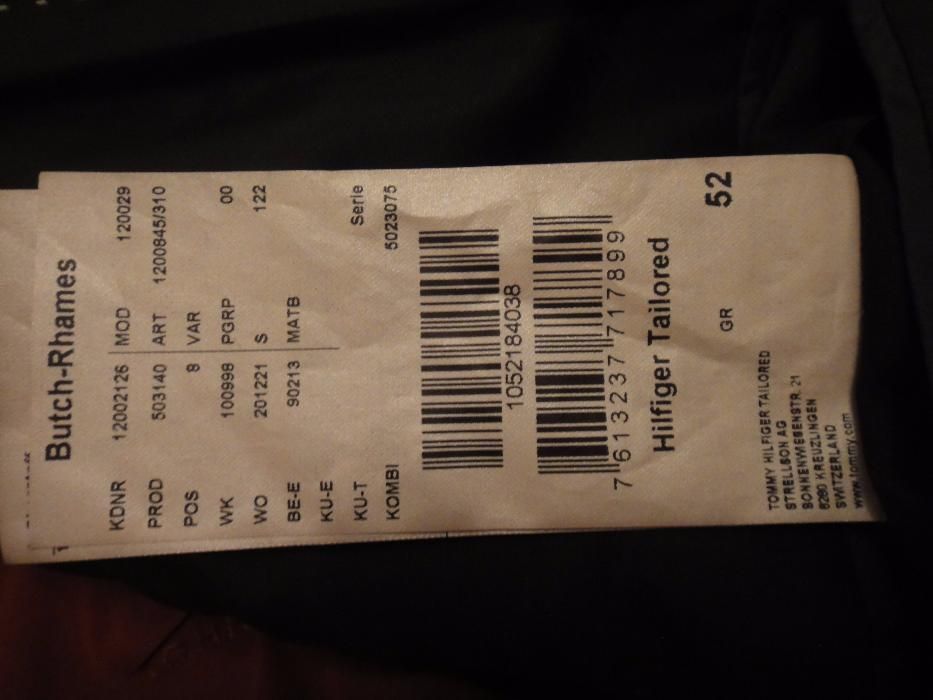 Butch-Rhames
KDNR 12002126 MOD 120029
PROD 503140 ART 1200845/310
POS 8 VAR
WK 100998 PGRP 00
WO 201221 S 122
BE-E 90213 MATB
KU-E
KU-T Serie
KOMBI 5023075
1052184038
7 613237 717899
Hilfiger Tailored
GR 52
TOMMY HILFIGER TAILORED
STRELLSON AG
SONNENWIESENSTR. 21
8280 KREUZLINGEN
SWITZERLAND
www.tommy.com